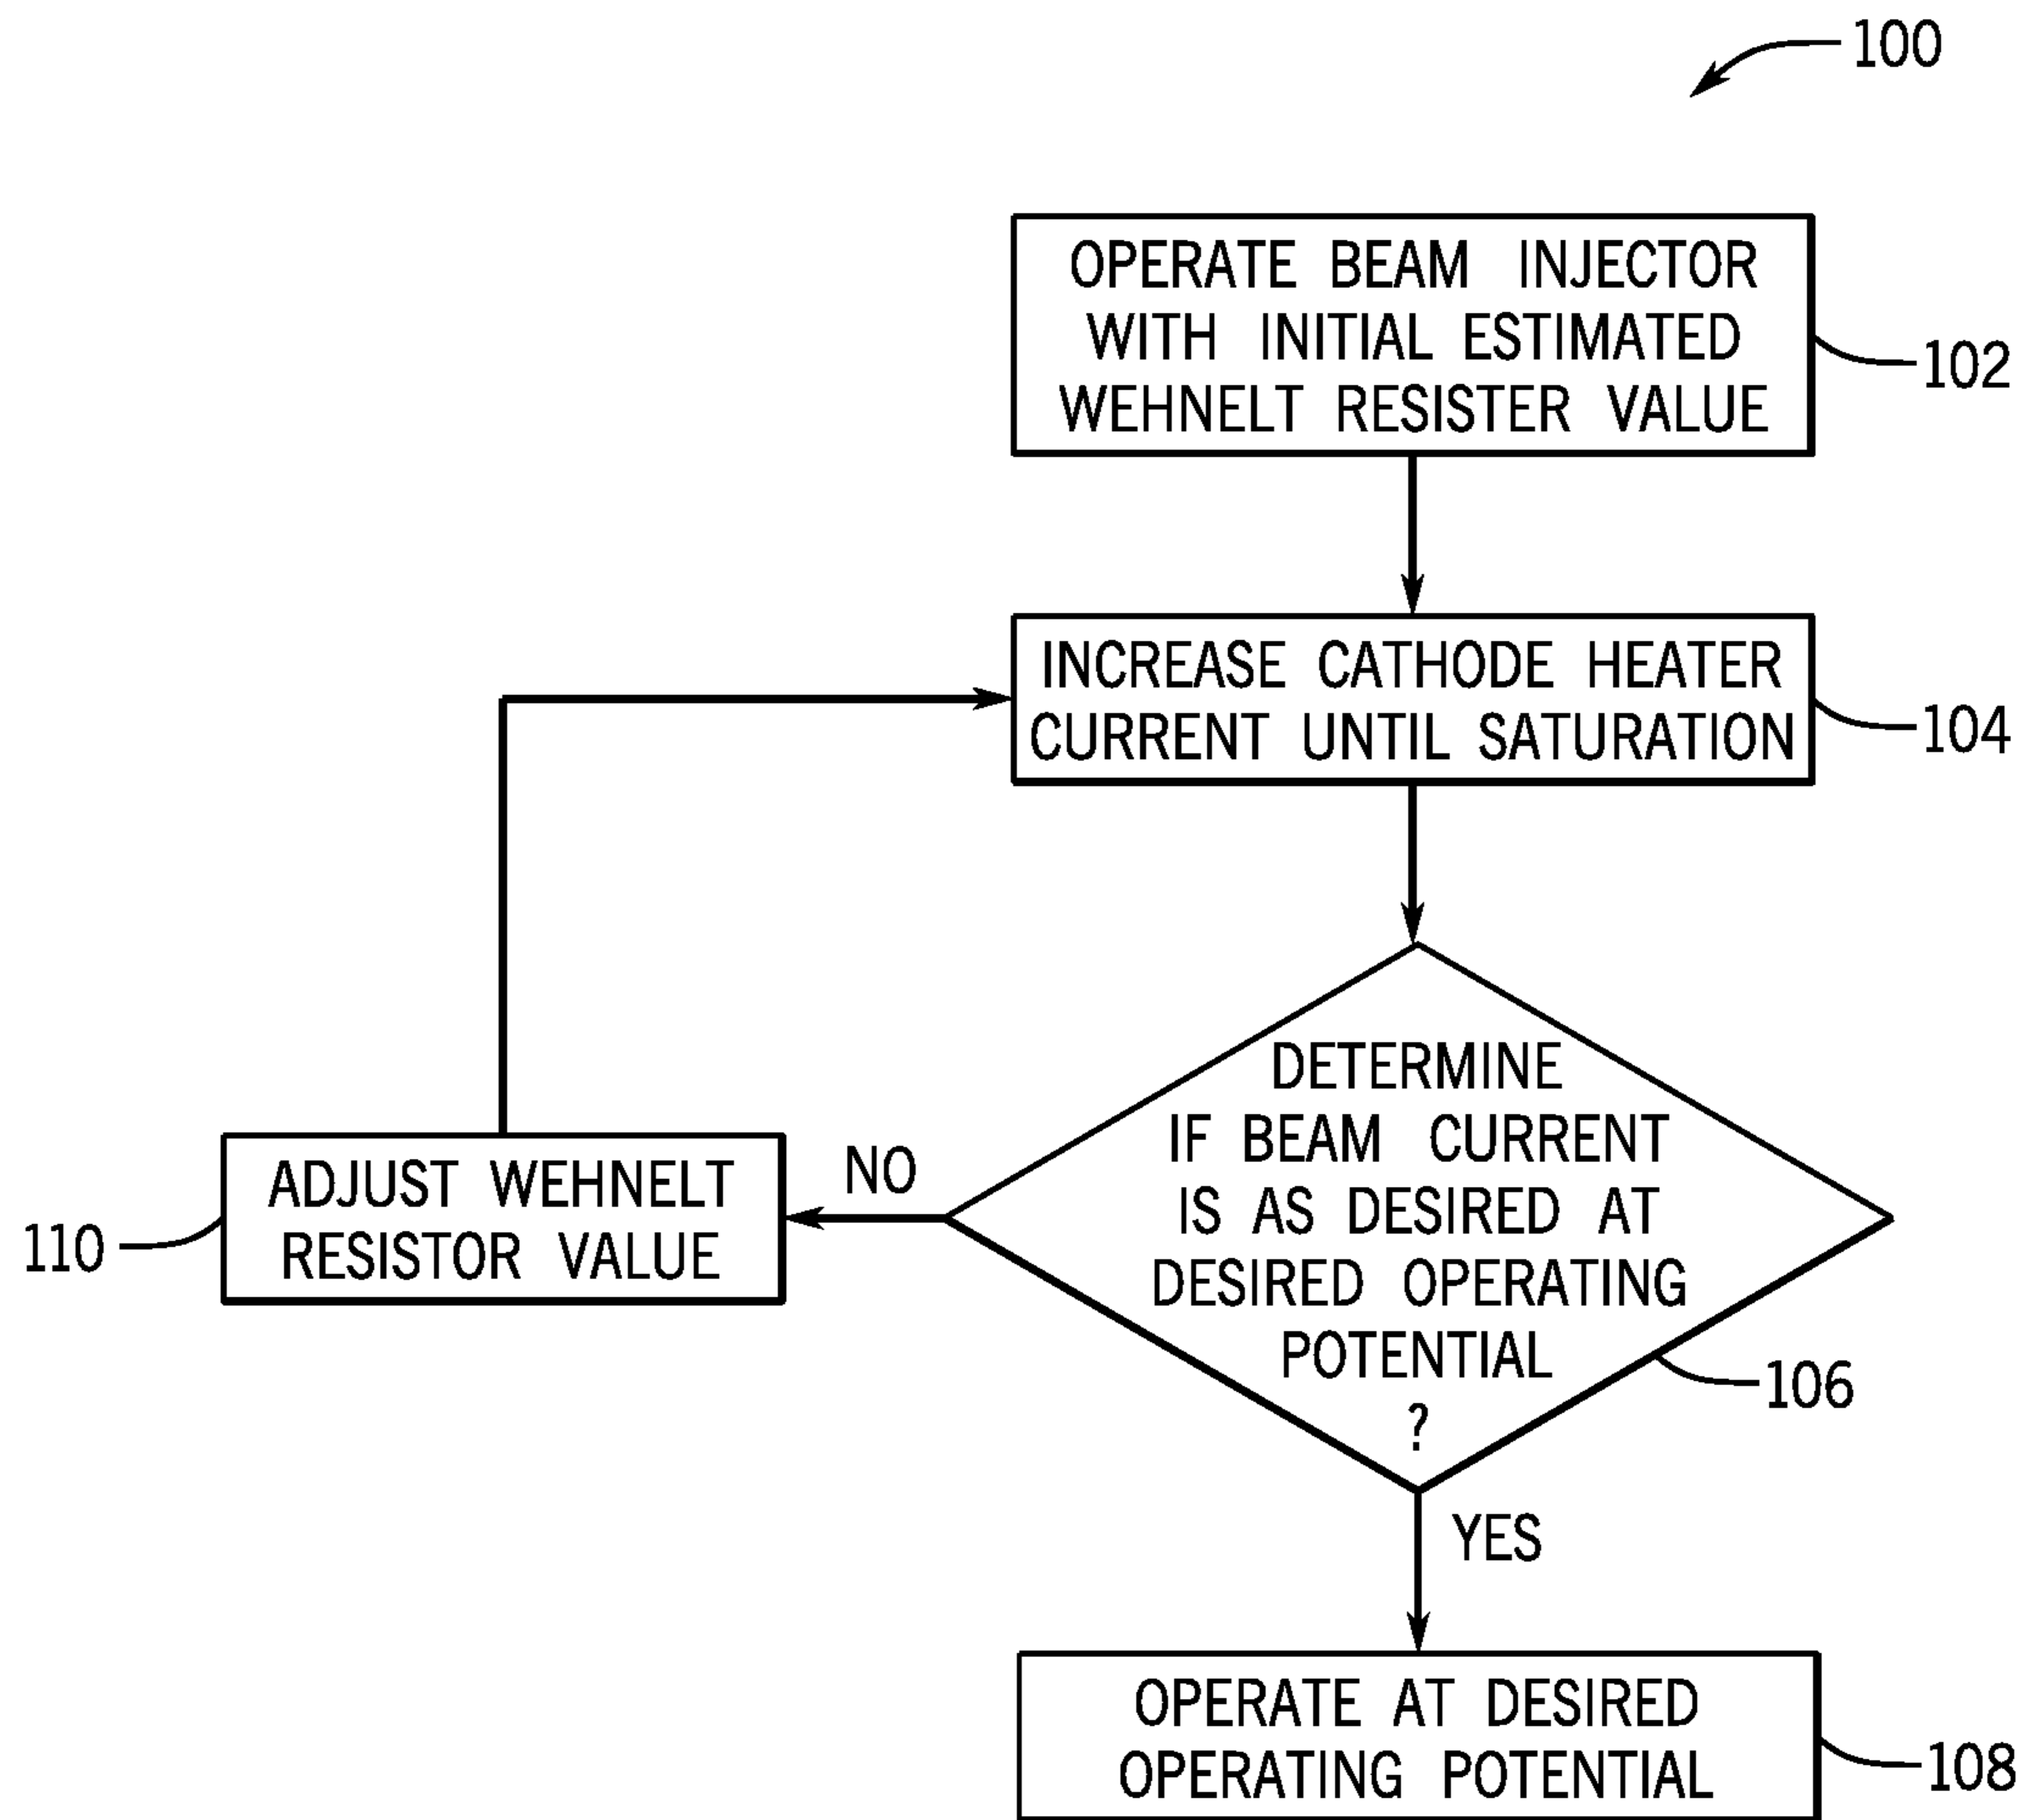 100
OPERATE BEAM INJECTOR
WITH INITIAL ESTIMATED
WEHNELT RESISTER VALUE
102
INCREASE CATHODE HEATER
CURRENT UNTIL SATURATION
104
DETERMINE
IF BEAM CURRENT
IS AS DESIRED AT
DESIRED OPERATING
POTENTIAL
?
106
NO
ADJUST WEHNELT
RESISTOR VALUE
110
YES
OPERATE AT DESIRED
OPERATING POTENTIAL
108